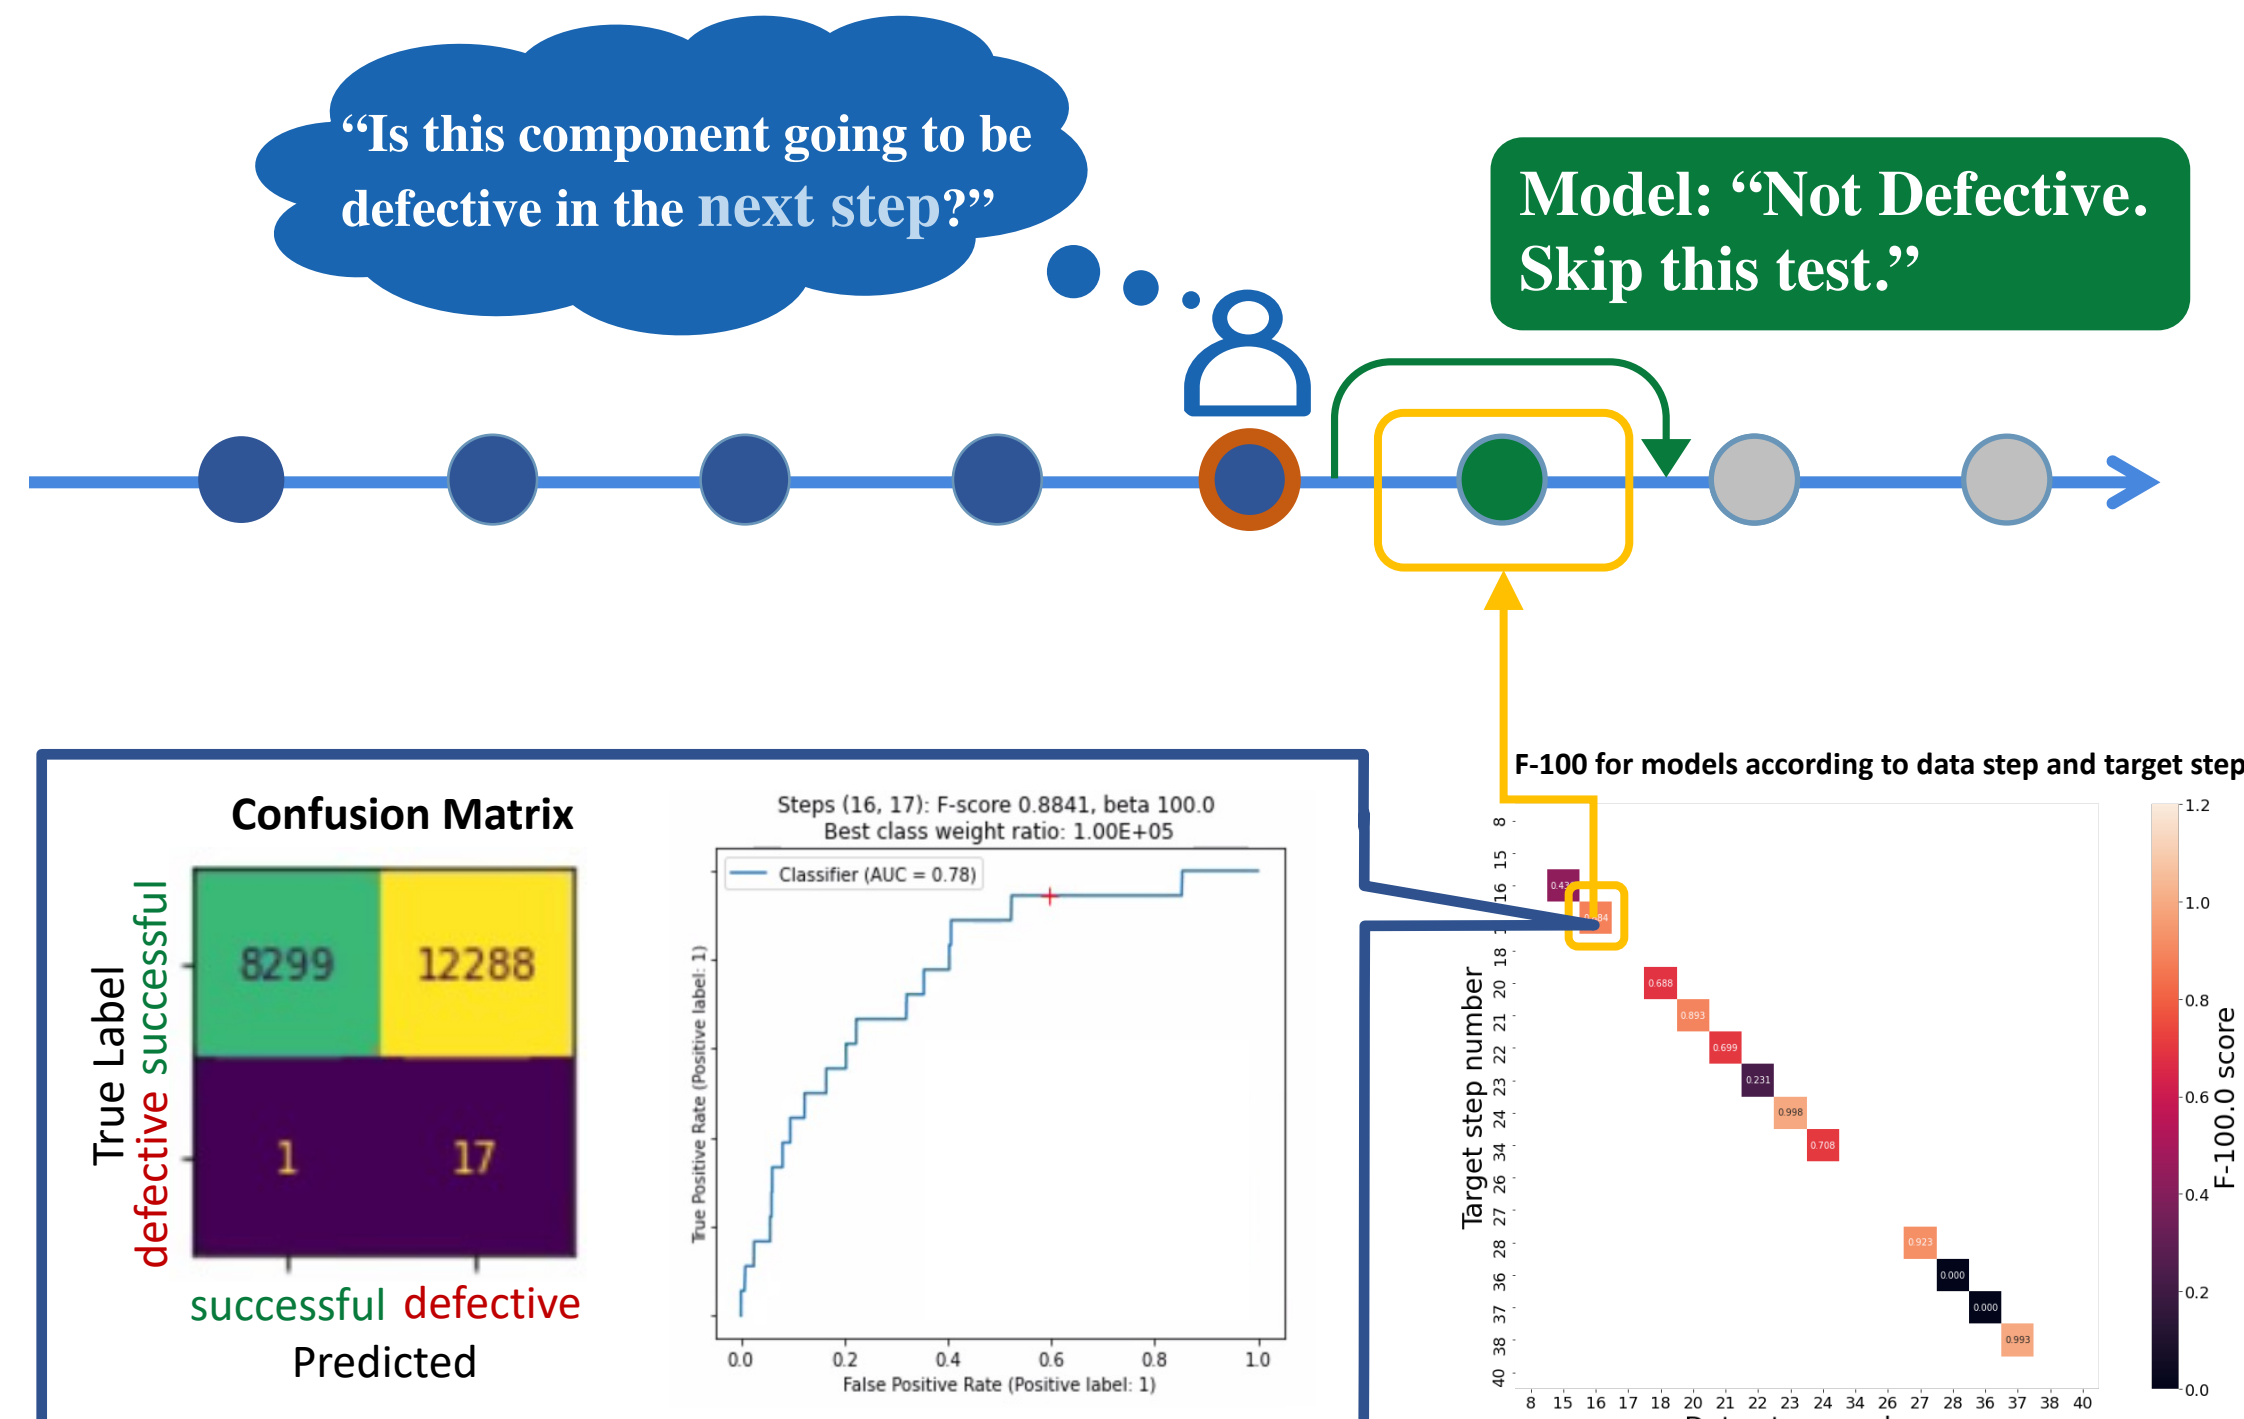 “Is this component going to be
defective in the next step?”
Model: “Not Defective.
Skip this test.”
Confusion Matrix
True Label
defective successful
8299 12288
1 17
successful defective
Predicted
Steps (16, 17): F-score 0.8841, beta 100.0
Best class weight ratio: 1.00E+05
Classifier (AUC = 0.78)
True Positive Rate (Positive label: 1)
0.0 0.2 0.4 0.6 0.8 1.0
False Positive Rate (Positive label: 1)
F-100 for models according to data step and target step
Target step number
8
15
16
18
20
21
22
23
24
34
26
27
28
36
37
38
40
0.688
0.893
0.699
0.231
0.998
0.708
0.923
0.000
0.000
0.993
8 15 16 17 18 20 21 22 23 24 34 26 27 28 36 37 38 40
1.2
1.0
0.8
0.6
0.4
0.2
0.0
F-100.0 score